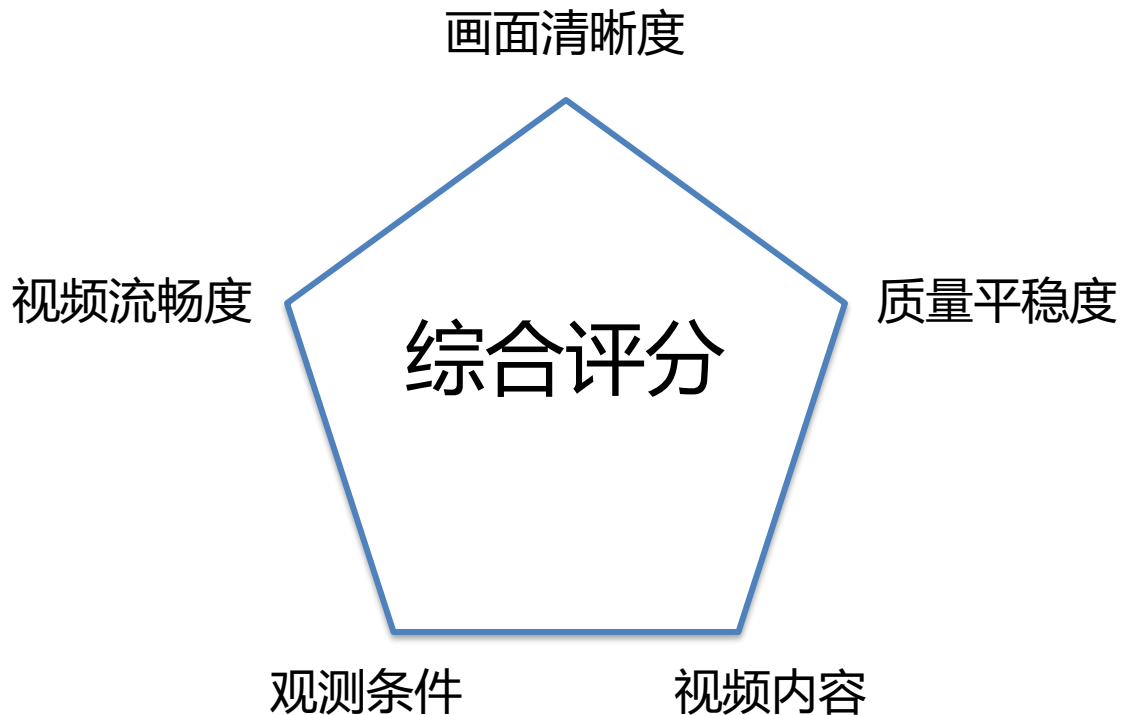 画面清晰度
视频流畅度
质量平稳度
综合评分
观测条件
视频内容